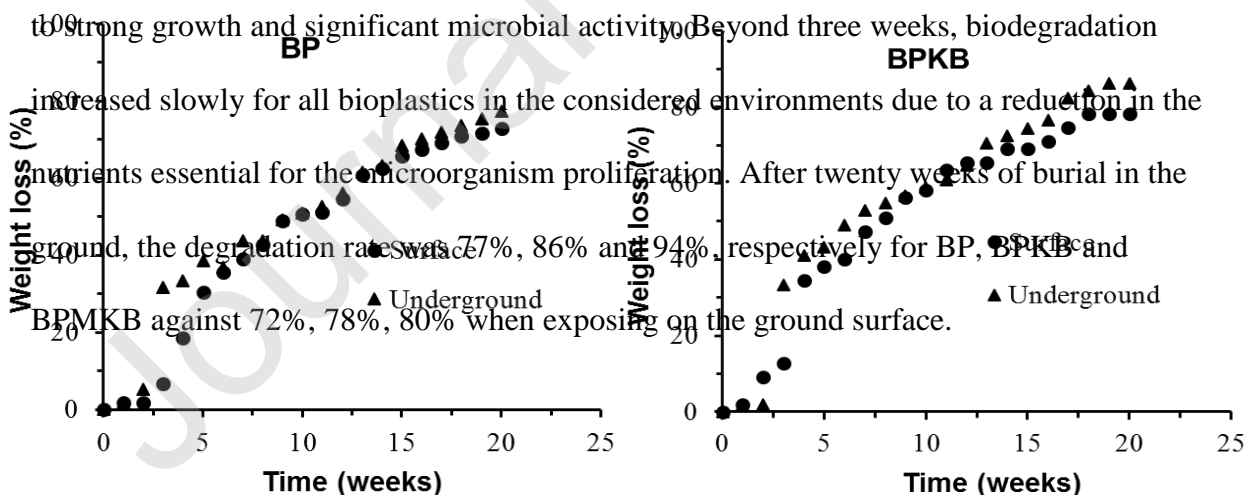 to strong growth and significant microbial activity. Beyond three weeks, biodegradation
increased slowly for all bioplastics in the considered environments due to a reduction in the
nutrients essential for the microorganism proliferation. After twenty weeks of burial in the
ground, the degradation rate was 77%, 86% and 94%, respectively for BP, BPKB and
BPMKB against 72%, 78%, 80% when exposing on the ground surface.
BP
Weight loss (%)
100
80
60
40
20
0
Surface
Underground
0 5 10 15 20 25
Time (weeks)
BPKB
Weight loss (%)
100
80
60
40
20
0
Surface
Underground
0 5 10 15 20 25
Time (weeks)
Journal